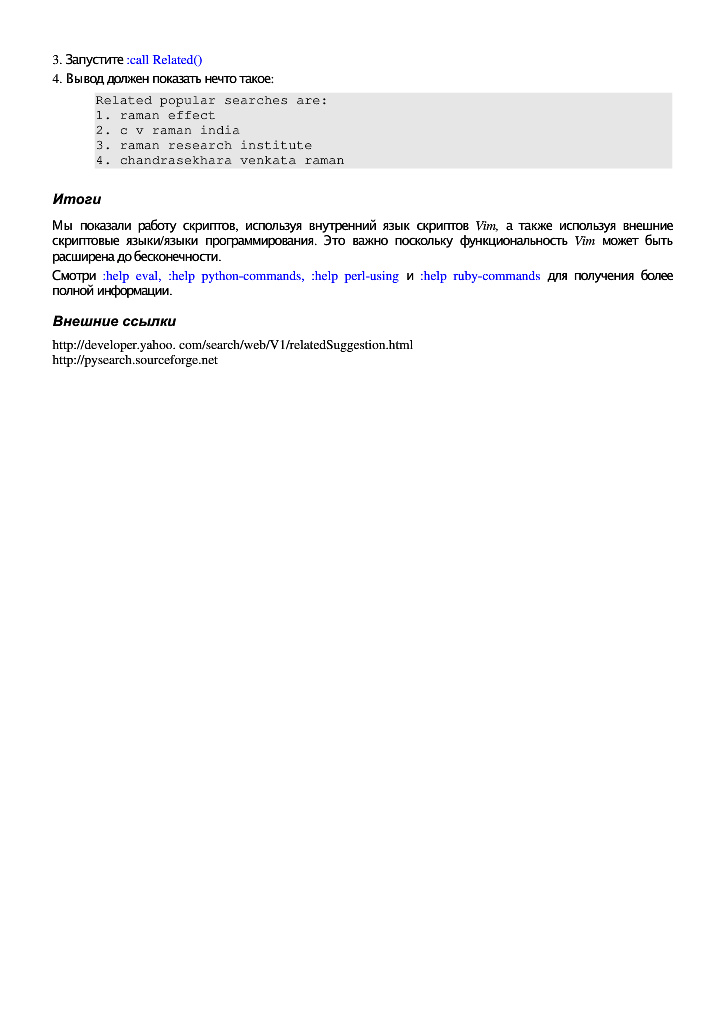 3. Запустите :call Related()
4. Вывод должен показать нечто такое:
Related popular searches are:
1. raman effect
2. c v raman india
3. raman research institute
4. chandrasekhara venkata raman
Итоги
Мы показали работу скриптов, используя внутренний язык скриптов Vim, а также используя внешние
скриптовые языки/языки программирования. Это важно поскольку функциональность Vim может быть
расширена до бесконечности.
Смотри :help eval, :help python-commands, :help perl-using и :help ruby-commands для получения более
полной информации.
Внешние ссылки
http://developer.yahoo. com/search/web/V1/relatedSuggestion.html
http://pysearch.sourceforge.net